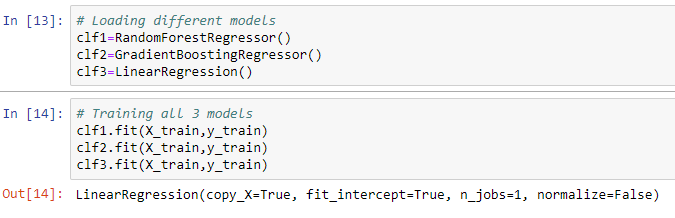 In [13]: # Loading different models
clf1=RandomForestRegressor()
clf2=GradientBoostingRegressor()
clf3=LinearRegression()
In [14]: # Training all 3 models
clf1.fit(X_train,y_train)
clf2.fit(X_train,y_train)
clf3.fit(X_train,y_train)
Out[14]: LinearRegression(copy_X=True, fit_intercept=True, n_jobs=1, normalize=False)